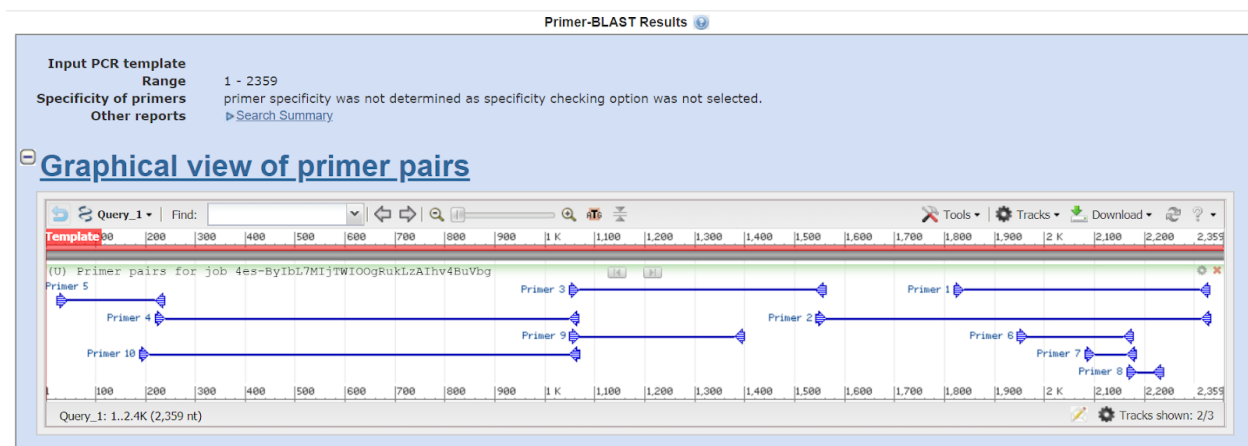 Primer-BLAST Results
Input PCR template
Range 1 - 2359
Specificity of primers primer specificity was not determined as specificity checking option was not selected.
Other reports Search Summary
Graphical view of primer pairs
Query_1 Find: ATG Tools Tracks Download ?
Template 00 200 300 400 500 600 700 800 900 1 K 1,100 1,200 1,300 1,400 1,500 1,600 1,700 1,800 1,900 2 K 2,100 2,200 2,359
(U) Primer pairs for job 4es-ByIbL7MIjTWIOOgRukLzAIhv4BuVbg
Primer 5 Primer 3 Primer 1
Primer 4 Primer 2
Primer 9 Primer 6
Primer 10 Primer 7
Primer 8
1 100 200 300 400 500 600 700 800 900 1 K 1,100 1,200 1,300 1,400 1,500 1,600 1,700 1,800 1,900 2 K 2,100 2,200 2,359
Query_1: 1..2.4K (2,359 nt) Tracks shown: 2/3